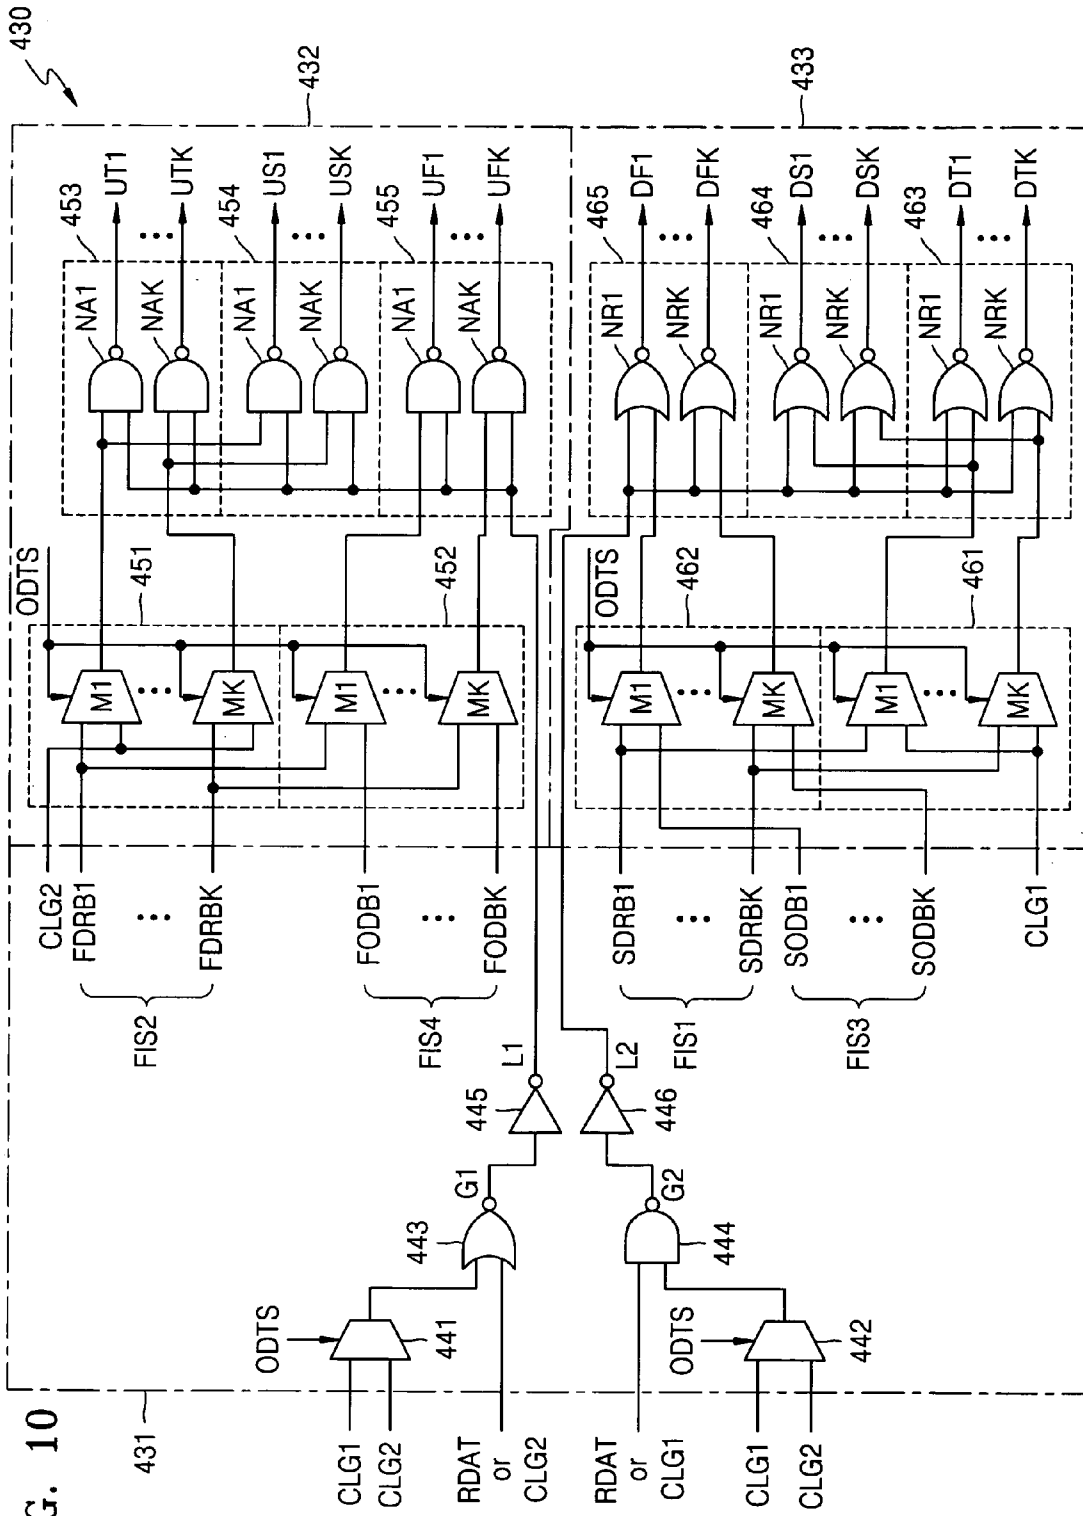 G. 10
430
431
432
433
CLG1
CLG2
RDAT
or
CLG2
RDAT
or
CLG1
CLG1
CLG2
ODTS
441
ODTS
442
443
444
G1
G2
445
446
L1
L2
CLG2
FDRB1
•••
FDRBK
FIS2
FODB1
•••
FODBK
FIS4
SDRB1
•••
SDRBK
FIS1
SODB1
•••
SODBK
FIS3
CLG1
ODTS
451
M1
•••
MK
452
M1
•••
MK
ODTS
462
M1
•••
MK
461
M1
•••
MK
453
NA1
NAK
454
NA1
NAK
455
NA1
NAK
465
NR1
NRK
464
NR1
NRK
463
NR1
NRK
UT1
•••
UTK
US1
•••
USK
UF1
•••
UFK
DF1
•••
DFK
DS1
•••
DSK
DT1
•••
DTK